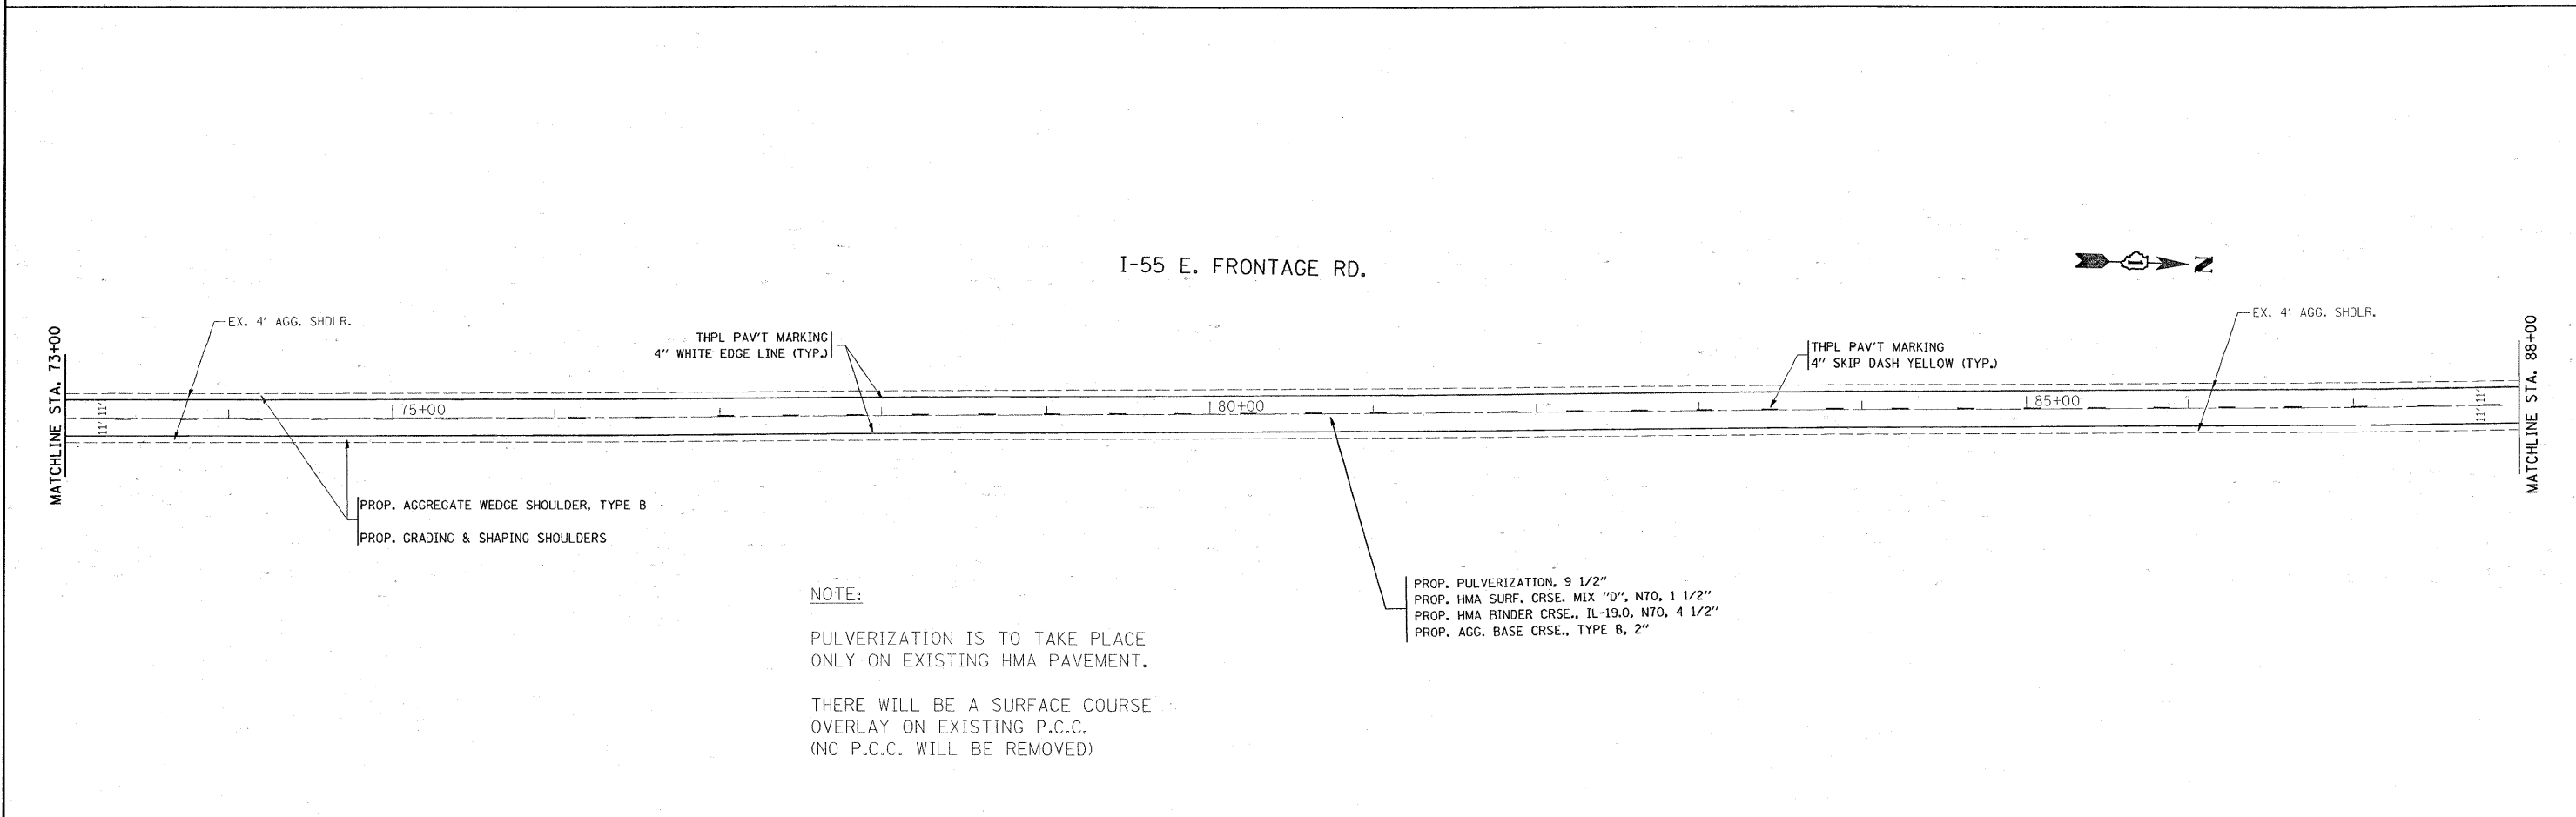 I-55 E. FRONTAGE RD.
N
MATCHLINE STA. 73+00
EX. 4' AGG. SHDLR.
THPL PAV'T MARKING
4" WHITE EDGE LINE (TYP.)
THPL PAV'T MARKING
4" SKIP DASH YELLOW (TYP.)
EX. 4' AGG. SHDLR.
MATCHLINE STA. 88+00
11'
11'
75+00
80+00
85+00
11'
11'
PROP. AGGREGATE WEDGE SHOULDER, TYPE B
PROP. GRADING & SHAPING SHOULDERS
PROP. PULVERIZATION, 9 1/2"
PROP. HMA SURF. CRSE. MIX "D", N70, 1 1/2"
PROP. HMA BINDER CRSE., IL-19.0, N70, 4 1/2"
PROP. AGG. BASE CRSE., TYPE B, 2"
NOTE:
PULVERIZATION IS TO TAKE PLACE
ONLY ON EXISTING HMA PAVEMENT.
THERE WILL BE A SURFACE COURSE
OVERLAY ON EXISTING P.C.C.
(NO P.C.C. WILL BE REMOVED)